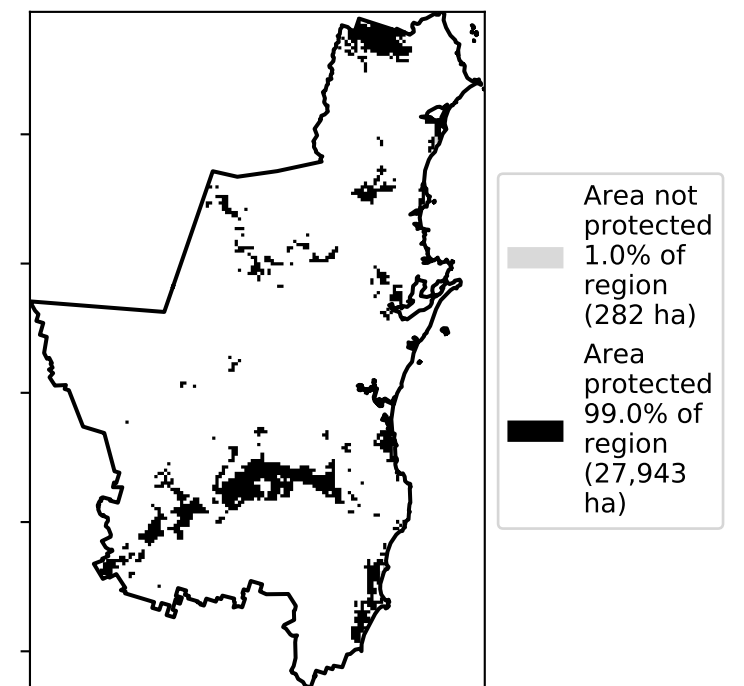 Area not
protected
1.0% of
region
(282 ha)
Area
protected
99.0% of
region
(27,943
ha)